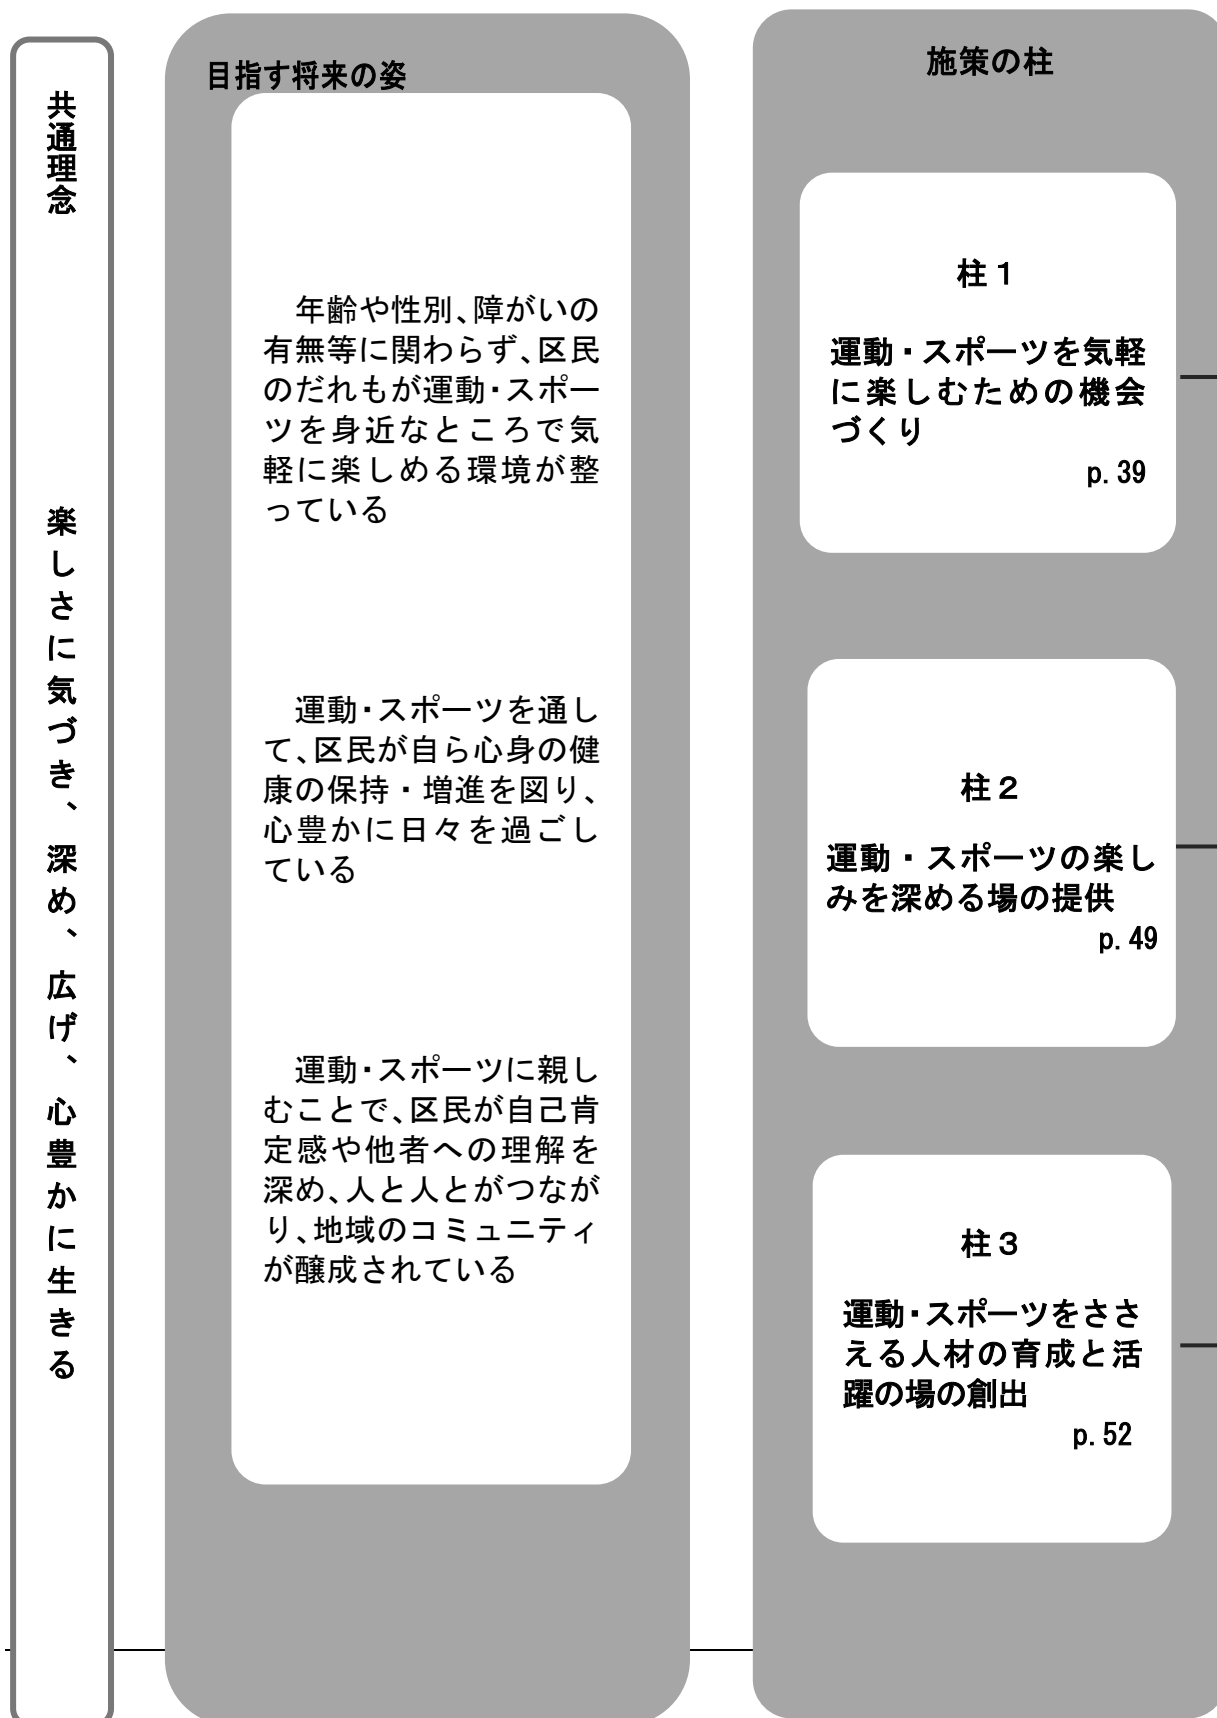 共通理念
楽しさに気づき、深め、広げ、心豊かに生きる
目指す将来の姿
年齢や性別、障がいの
有無等に関わらず、区民
のだれもが運動・スポー
ツを身近なところで気
軽に楽しめる環境が整
っている
運動・スポーツを通し
て、区民が自ら心身の健
康の保持・増進を図り、
心豊かに日々を過ごし
ている
運動・スポーツに親し
むことで、区民が自己肯
定感や他者への理解を
深め、人と人とがつなが
り、地域のコミュニティ
が醸成されている
施策の柱
柱１
運動・スポーツを気軽
に楽しむための機会
づくり
p. 39
柱２
運動・スポーツの楽し
みを深める場の提供
p. 49
柱３
運動・スポーツをささ
える人材の育成と活
躍の場の創出
p. 52